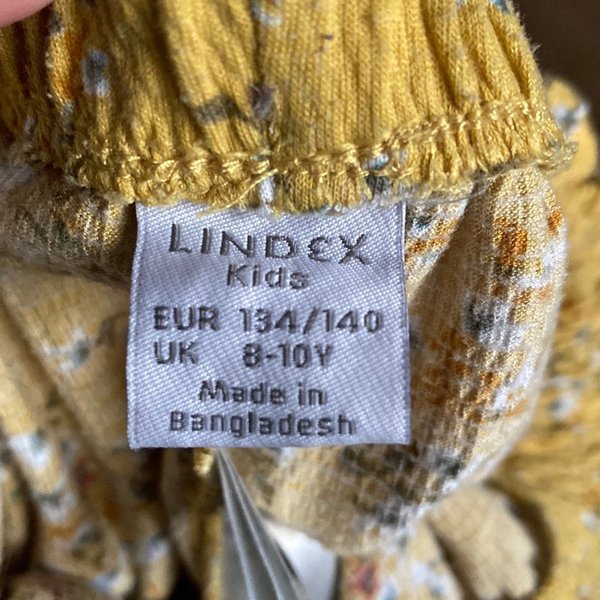 LINDEX
Kids
EUR 134/140
UK 8-10Y
Made in
Bangladesh